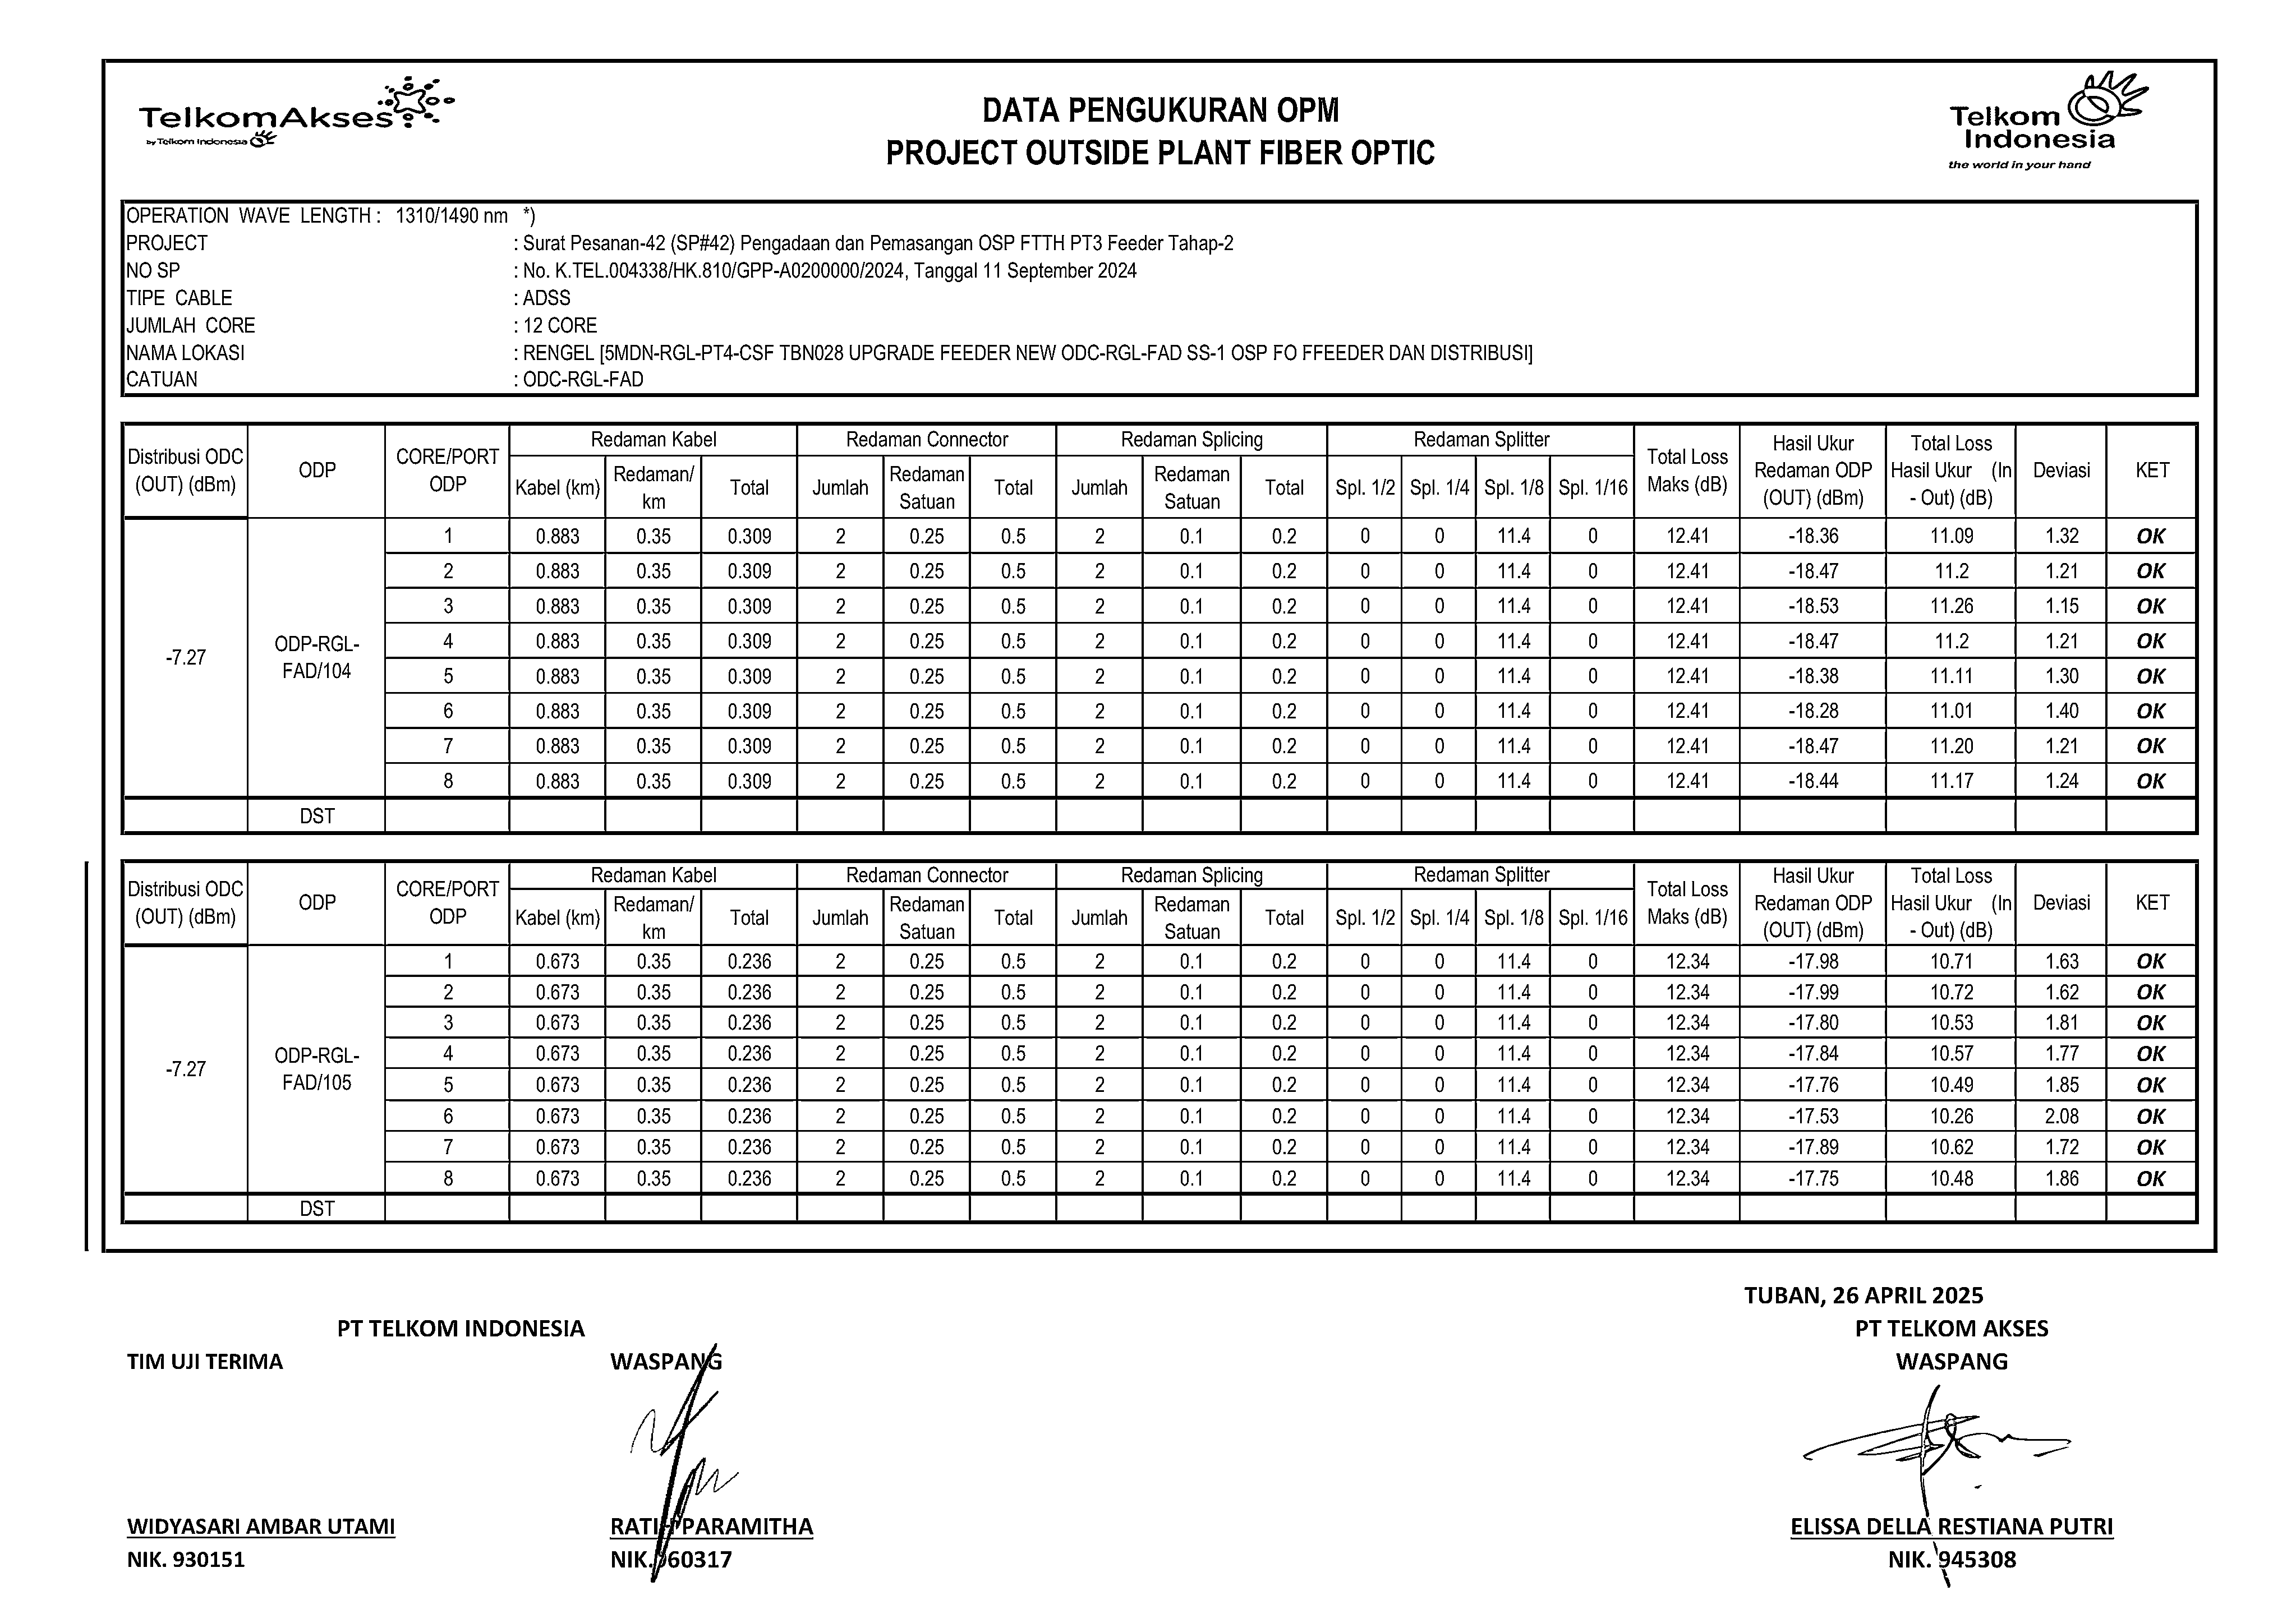 TelkomAkses
by Telkom Indonesia
DATA PENGUKURAN OPM
PROJECT OUTSIDE PLANT FIBER OPTIC
Telkom
Indonesia
the world in your hand
OPERATION WAVE LENGTH : 1310/1490 nm *)
PROJECT : Surat Pesanan-42 (SP#42) Pengadaan dan Pemasangan OSP FTTH PT3 Feeder Tahap-2
NO SP : No. K.TEL.004338/HK.810/GPP-A0200000/2024, Tanggal 11 September 2024
TIPE CABLE : ADSS
JUMLAH CORE : 12 CORE
NAMA LOKASI : RENGEL [5MDN-RGL-PT4-CSF TBN028 UPGRADE FEEDER NEW ODC-RGL-FAD SS-1 OSP FO FFEEDER DAN DISTRIBUSI]
CATUAN : ODC-RGL-FAD
Distribusi ODC (OUT) (dBm) ODP CORE/PORT ODP Redaman Kabel Redaman Connector Redaman Splicing Redaman Splitter Total Loss Maks (dB) Hasil Ukur Redaman ODP (OUT) (dBm) Total Loss Hasil Ukur (In - Out) (dB) Deviasi KET
Kabel (km) Redaman/ km Total Jumlah Redaman Satuan Total Jumlah Redaman Satuan Total Spl. 1/2 Spl. 1/4 Spl. 1/8 Spl. 1/16
-7.27 ODP-RGL-FAD/104
1 0.883 0.35 0.309 2 0.25 0.5 2 0.1 0.2 0 0 11.4 0 12.41 -18.36 11.09 1.32 OK
2 0.883 0.35 0.309 2 0.25 0.5 2 0.1 0.2 0 0 11.4 0 12.41 -18.47 11.2 1.21 OK
3 0.883 0.35 0.309 2 0.25 0.5 2 0.1 0.2 0 0 11.4 0 12.41 -18.53 11.26 1.15 OK
4 0.883 0.35 0.309 2 0.25 0.5 2 0.1 0.2 0 0 11.4 0 12.41 -18.47 11.2 1.21 OK
5 0.883 0.35 0.309 2 0.25 0.5 2 0.1 0.2 0 0 11.4 0 12.41 -18.38 11.11 1.30 OK
6 0.883 0.35 0.309 2 0.25 0.5 2 0.1 0.2 0 0 11.4 0 12.41 -18.28 11.01 1.40 OK
7 0.883 0.35 0.309 2 0.25 0.5 2 0.1 0.2 0 0 11.4 0 12.41 -18.47 11.20 1.21 OK
8 0.883 0.35 0.309 2 0.25 0.5 2 0.1 0.2 0 0 11.4 0 12.41 -18.44 11.17 1.24 OK
DST
Distribusi ODC (OUT) (dBm) ODP CORE/PORT ODP Redaman Kabel Redaman Connector Redaman Splicing Redaman Splitter Total Loss Maks (dB) Hasil Ukur Redaman ODP (OUT) (dBm) Total Loss Hasil Ukur (In - Out) (dB) Deviasi KET
Kabel (km) Redaman/ km Total Jumlah Redaman Satuan Total Jumlah Redaman Satuan Total Spl. 1/2 Spl. 1/4 Spl. 1/8 Spl. 1/16
-7.27 ODP-RGL-FAD/105
1 0.673 0.35 0.236 2 0.25 0.5 2 0.1 0.2 0 0 11.4 0 12.34 -17.98 10.71 1.63 OK
2 0.673 0.35 0.236 2 0.25 0.5 2 0.1 0.2 0 0 11.4 0 12.34 -17.99 10.72 1.62 OK
3 0.673 0.35 0.236 2 0.25 0.5 2 0.1 0.2 0 0 11.4 0 12.34 -17.80 10.53 1.81 OK
4 0.673 0.35 0.236 2 0.25 0.5 2 0.1 0.2 0 0 11.4 0 12.34 -17.84 10.57 1.77 OK
5 0.673 0.35 0.236 2 0.25 0.5 2 0.1 0.2 0 0 11.4 0 12.34 -17.76 10.49 1.85 OK
6 0.673 0.35 0.236 2 0.25 0.5 2 0.1 0.2 0 0 11.4 0 12.34 -17.53 10.26 2.08 OK
7 0.673 0.35 0.236 2 0.25 0.5 2 0.1 0.2 0 0 11.4 0 12.34 -17.89 10.62 1.72 OK
8 0.673 0.35 0.236 2 0.25 0.5 2 0.1 0.2 0 0 11.4 0 12.34 -17.75 10.48 1.86 OK
DST
TUBAN, 26 APRIL 2025
PT TELKOM INDONESIA PT TELKOM AKSES
TIM UJI TERIMA WASPANG WASPANG
WIDYASARI AMBAR UTAMI PARAMITHA ELISSA DELLA RESTIANA PUTRI
NIK. 930151 NIK. NIK. 945308